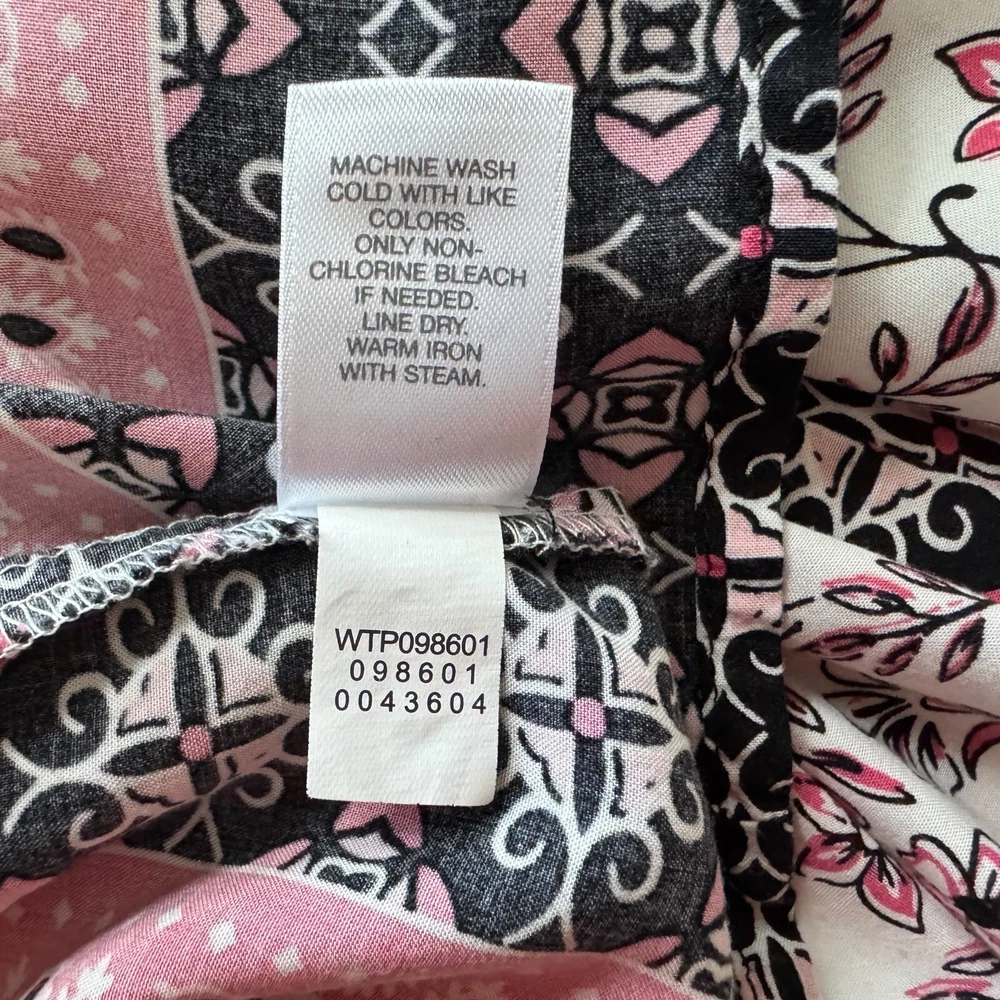 MACHINE WASH
COLD WITH LIKE
COLORS.
ONLY NON-
CHLORINE BLEACH
IF NEEDED.
LINE DRY.
WARM IRON
WITH STEAM.
WTP098601
098601
0043604